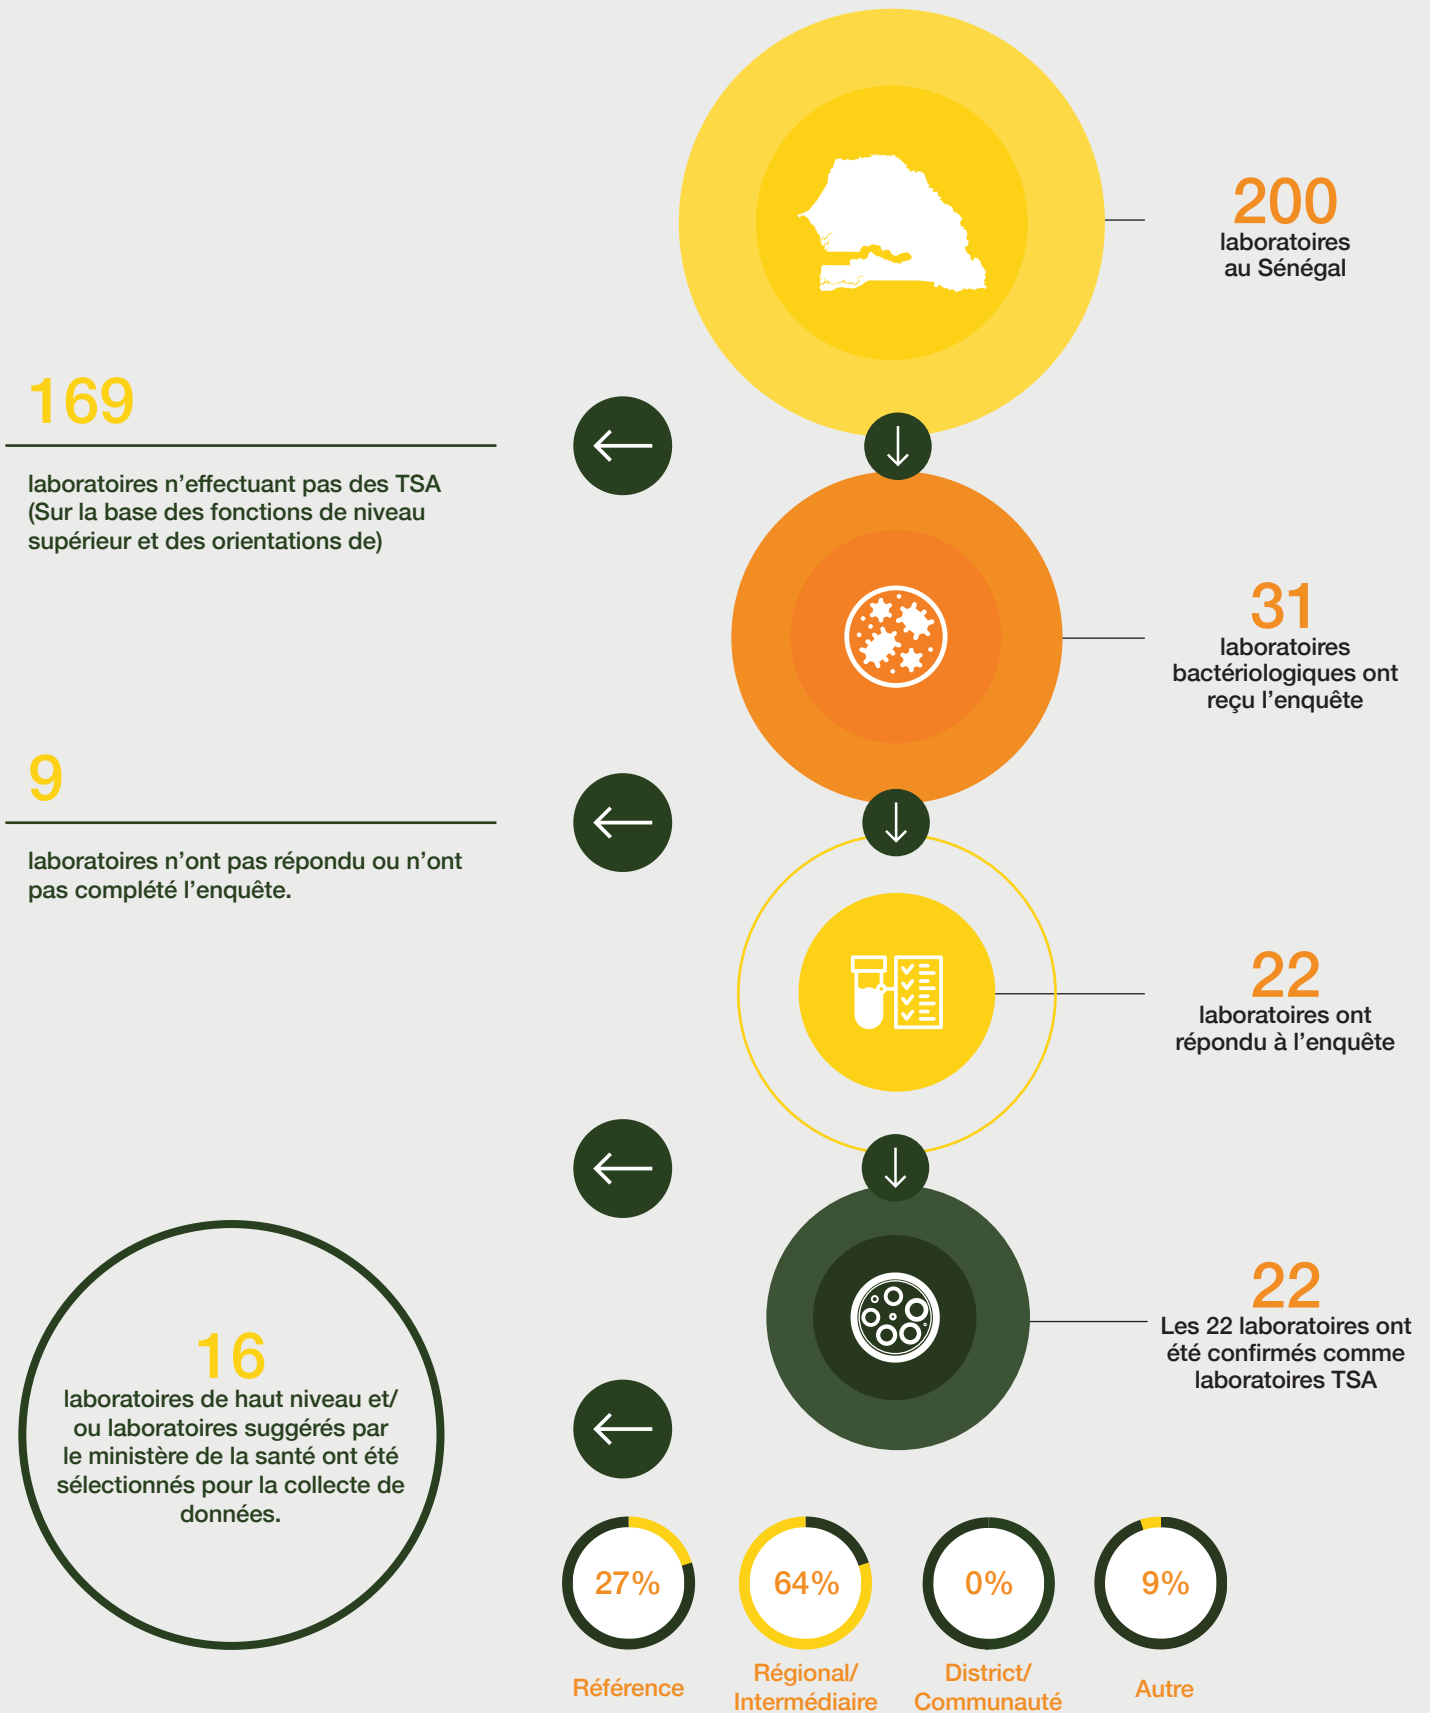 200
laboratoires
au Sénégal
169
laboratoires n'effectuant pas des TSA
(Sur la base des fonctions de niveau
supérieur et des orientations de)
31
laboratoires
bactériologiques ont
reçu l'enquête
9
laboratoires n'ont pas répondu ou n'ont
pas complété l'enquête.
22
laboratoires ont
répondu à l'enquête
22
Les 22 laboratoires ont
été confirmés comme
laboratoires TSA
16
laboratoires de haut niveau et/
ou laboratoires suggérés par
le ministère de la santé ont été
sélectionnés pour la collecte de
données.
27%
Référence
64%
Régional/
Intermédiaire
0%
District/
Communauté
9%
Autre